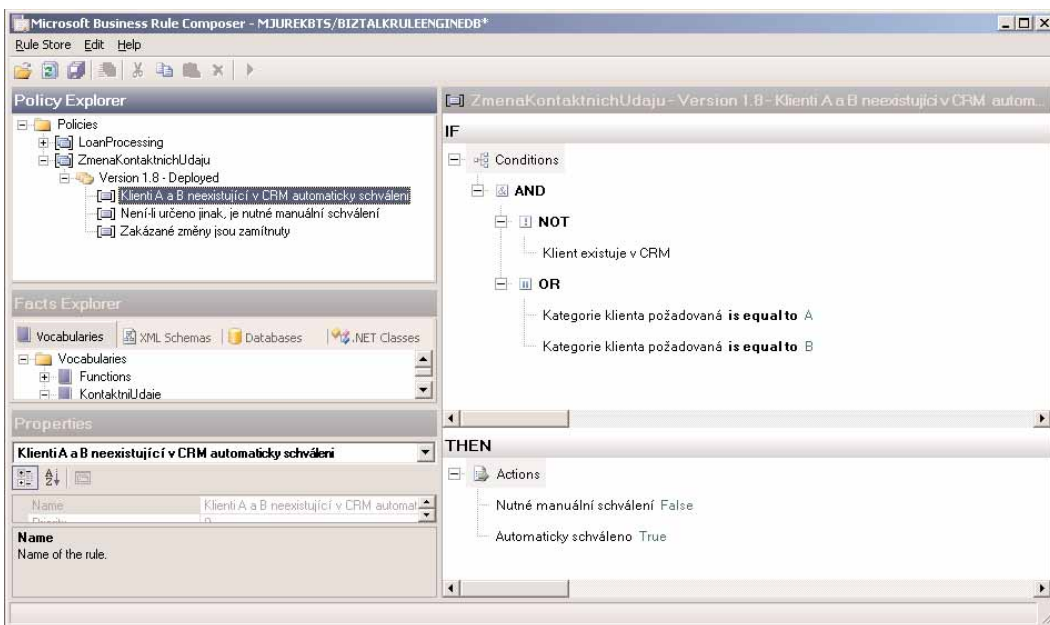 Microsoft Business Rule Composer - MJUREKBTS/BIZTALKRULEENGINEDB*
Rule Store Edit Help
Policy Explorer
Policies
LoanProcessing
ZmenaKontaktnichUdaju
Version 1.8 - Deployed
Klienti A a B neexistující v CRM automaticky schváleni
Není-li určeno jinak, je nutné manuální schválení
Zakázané změny jsou zamítnuty
Facts Explorer
Vocabularies XML Schemas Databases .NET Classes
Vocabularies
Functions
KontaktniUdaje
Properties
Klienti A a B neexistující v CRM automaticky schváleni
Name Klienti A a B neexistující v CRM automat
Priority 0
Name
Name of the rule.
ZmenaKontaktnichUdaju - Version 1.8 - Klienti A a B neexistující v CRM autom...
IF
Conditions
AND
NOT
Klient existuje v CRM
OR
Kategorie klienta požadovaná is equal to A
Kategorie klienta požadovaná is equal to B
THEN
Actions
Nutné manuální schválení False
Automaticky schváleno True